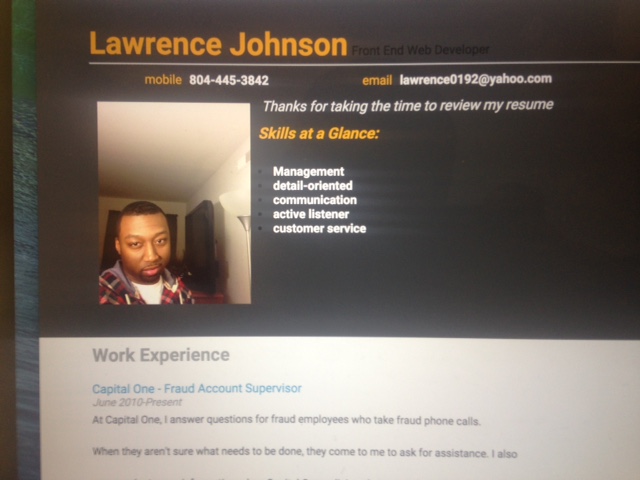 Lawrence Johnson Front End Web Developer
mobile 804-445-3842 email lawrence0192@yahoo.com
Thanks for taking the time to review my resume
Skills at a Glance:
Management
detail-oriented
communication
active listener
customer service
Work Experience
Capital One - Fraud Account Supervisor
June 2010-Present
At Capital One, I answer questions for fraud employees who take fraud phone calls.
When they aren't sure what needs to be done, they come to me to ask for assistance. I also